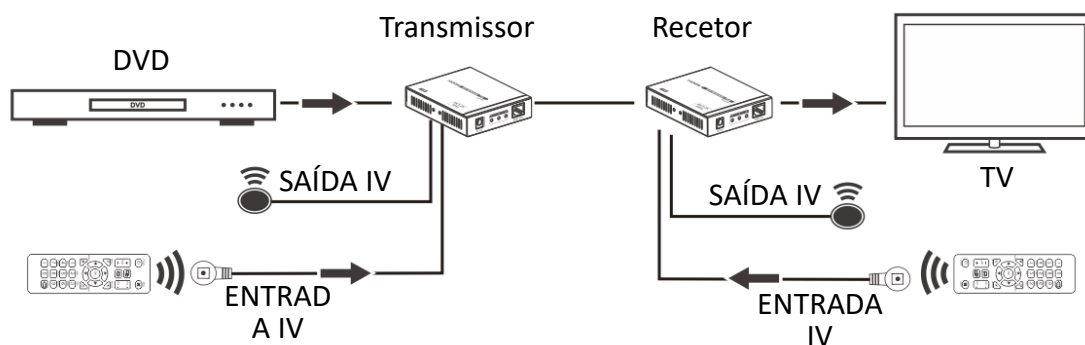 Transmissor
Recetor
DVD
DVD
TV
SAÍDA IV
SAÍDA IV
ENTRAD
A IV
ENTRADA
IV